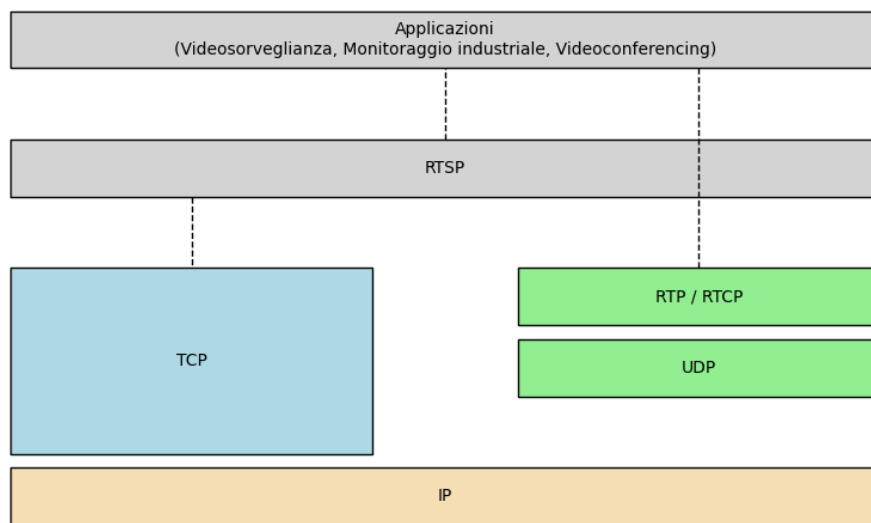 Applicazioni
(Videosorveglianza, Monitoraggio industriale, Videoconferencing)
RTSP
RTP / RTCP
TCP
UDP
IP